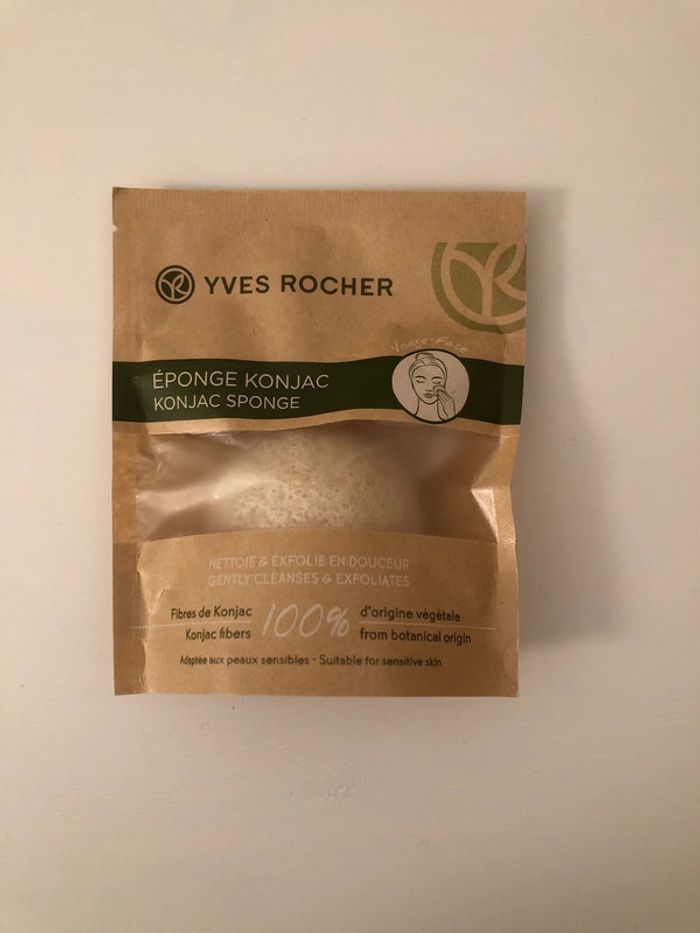 YVES ROCHER
Visage • Face
ÉPONGE KONJAC
KONJAC SPONGE
NETTOIE & EXFOLIE EN DOUCEUR
GENTLY CLEANSES & EXFOLIATES
Fibres de Konjac 100% d'origine végétale
Konjac fibers from botanical origin
Adaptée aux peaux sensibles • Suitable for sensitive skin